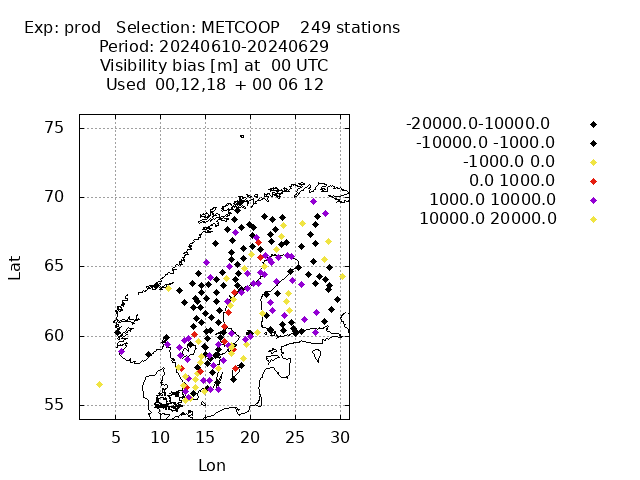 Exp: prod   Selection: METCOOP    249 stations
Period: 20240610-20240629
Visibility bias [m] at  00 UTC
Used  00,12,18  + 00 06 12
-20000.0-10000.0
-10000.0 -1000.0
-1000.0 0.0
0.0 1000.0
1000.0 10000.0
10000.0 20000.0
75
70
65
60
55
Lat
5 10 15 20 25 30
Lon